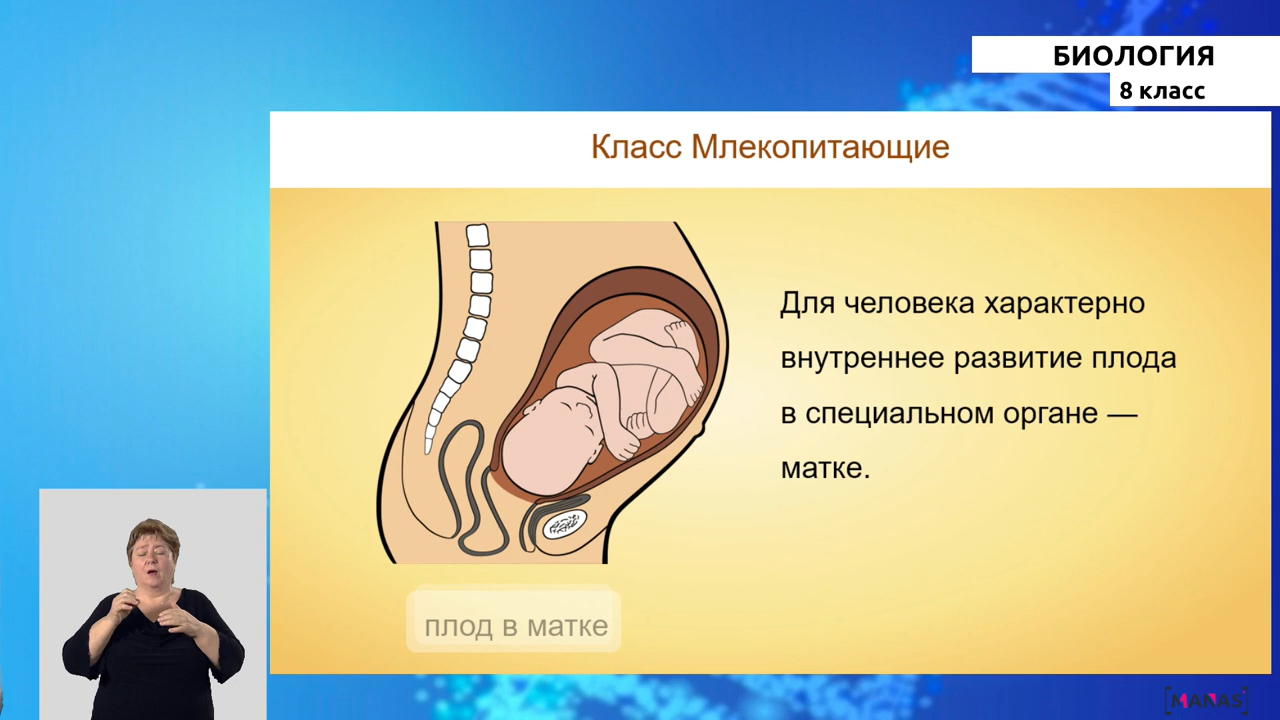 БИОЛОГИЯ
8 класс
Класс Млекопитающие
Для человека характерно
внутреннее развитие плода
в специальном органе —
матке.
плод в матке
[MANAS]